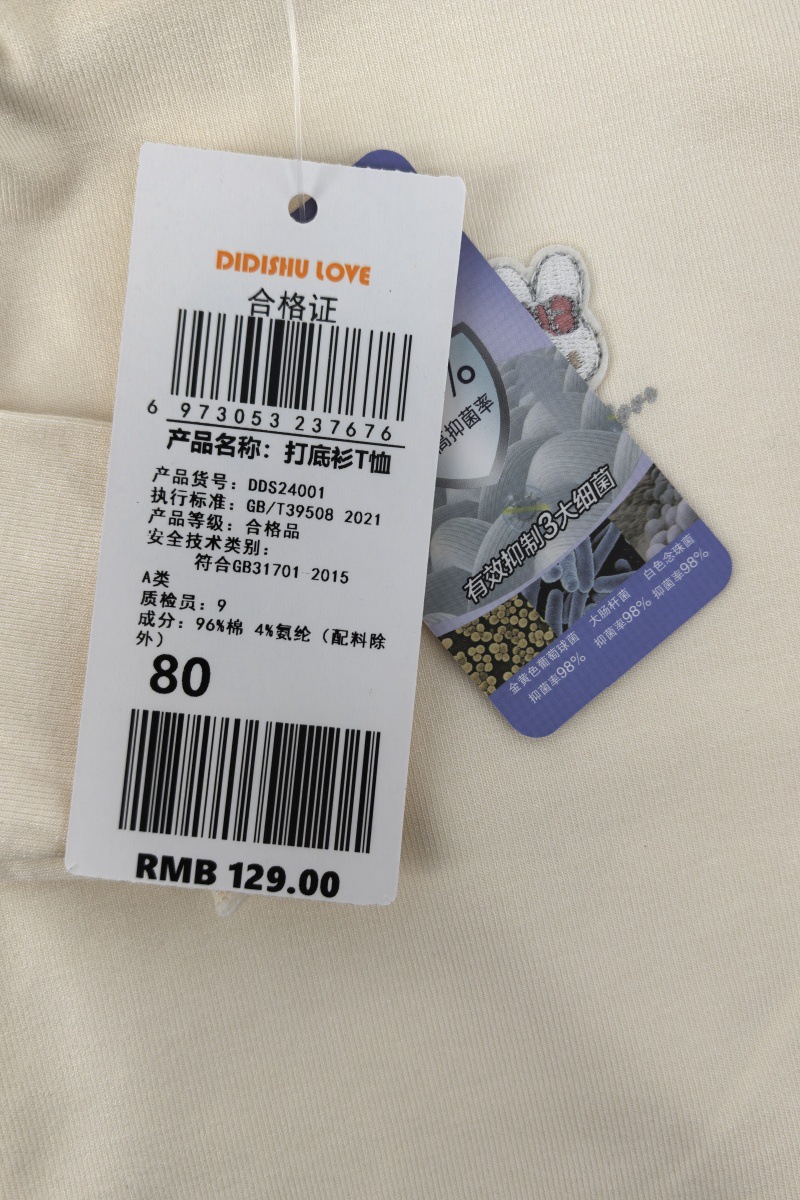 DIDISHU LOVE
合格证
6 973053 237676
产品名称：打底衫T恤
产品货号：DDS24001
执行标准：GB/T39508 2021
产品等级：合格品
安全技术类别：
符合GB31701 2015
A类
质检员：9
成分：96%棉 4%氨纶（配料除
外）
80
RMB 129.00
%
高抑菌率
有效抑制3大细菌
金黄色葡萄球菌
抑菌率98%
大肠杆菌
抑菌率98%
白色念珠菌
抑菌率98%